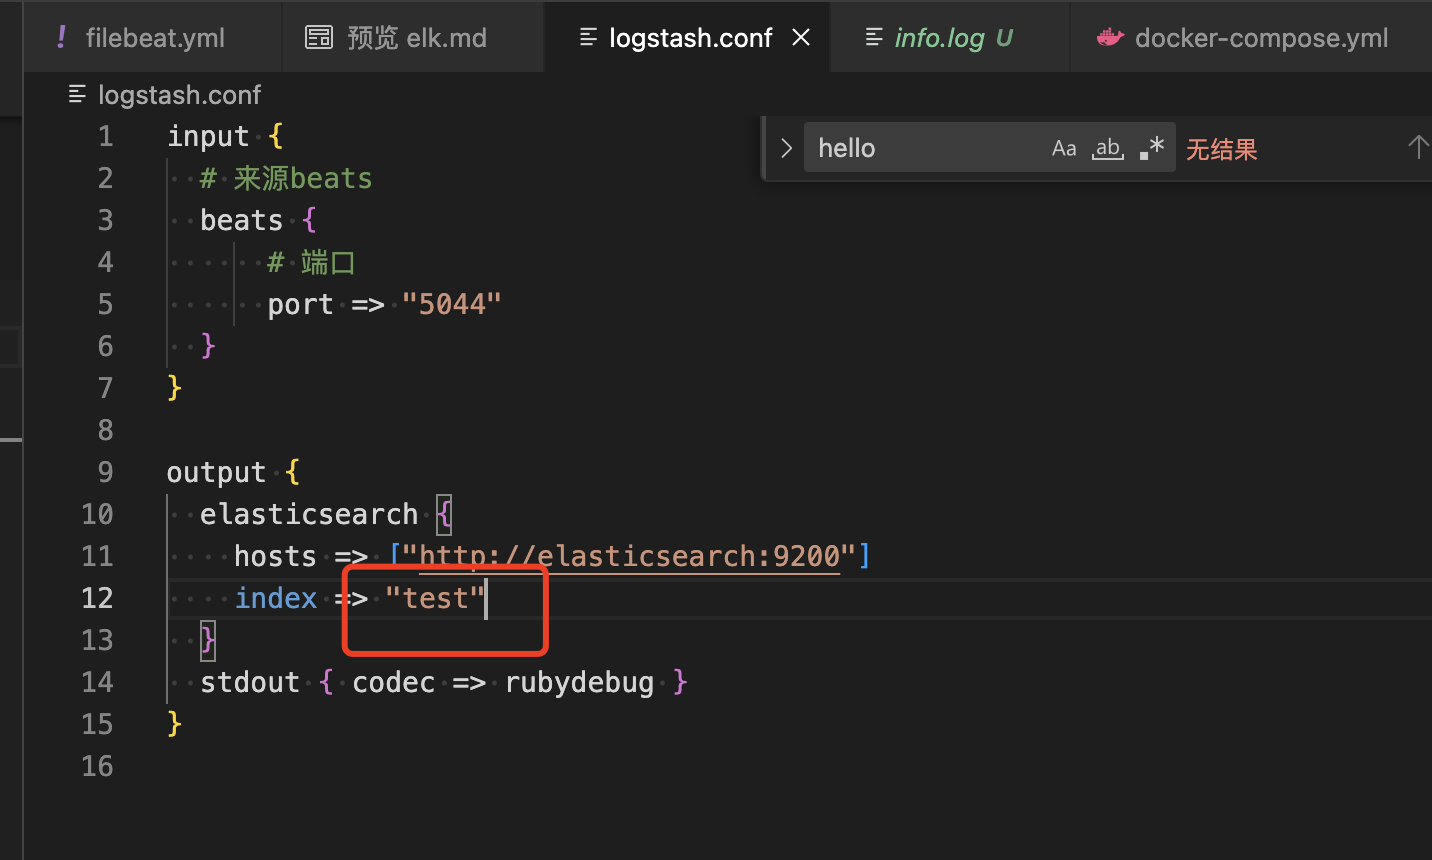 ! filebeat.yml 预览 elk.md logstash.conf info.log U docker-compose.yml
logstash.conf
hello Aa ab .* 无结果
1 input {
2 # 来源beats
3 beats {
4 # 端口
5 port => "5044"
6 }
7 }
8
9 output {
10 elasticsearch {
11 hosts => ["http://elasticsearch:9200"]
12 index => "test"
13 }
14 stdout { codec => rubydebug }
15 }
16